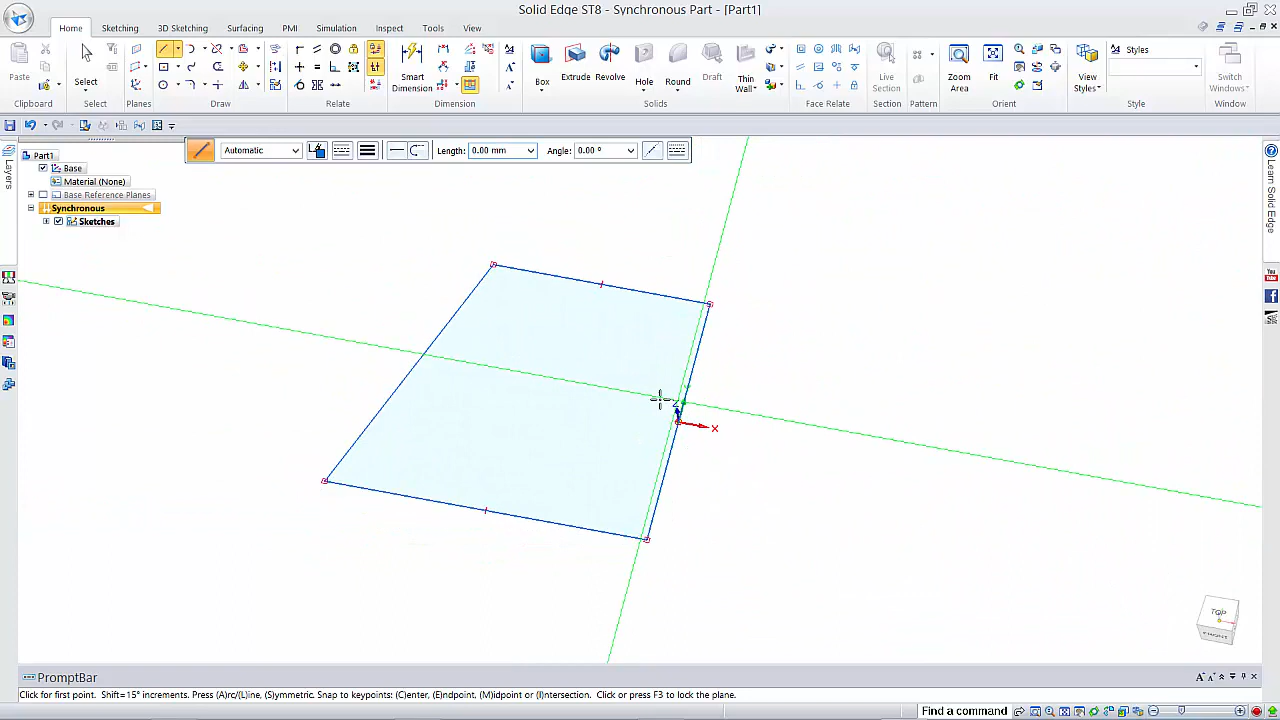 Solid Edge ST8 - Synchronous Part - [Part1]
Home Sketching 3D Sketching Surfacing PMI Simulation Inspect Tools View
Paste Select Smart Dimension Box Extrude Revolve Hole Round Draft Thin Wall Live Section Zoom Area Fit View Styles Styles Switch Windows
Clipboard Select Planes Draw Relate Dimension Solids Face Relate Section Pattern Orient Style Window
Automatic Length: 0.00 mm Angle: 0.00 °
Part1
Base
Material (None)
Base Reference Planes
Synchronous
Sketches
Layers
Learn Solid Edge
Z
X
TOP
FRONT
PromptBar
Click for first point. Shift=15° increments. Press (A)rc/(L)ine, (S)ymmetric. Snap to keypoints: (C)enter, (E)ndpoint. (M)idpoint or (I)ntersection. Click or press F3 to lock the plane.
Find a command